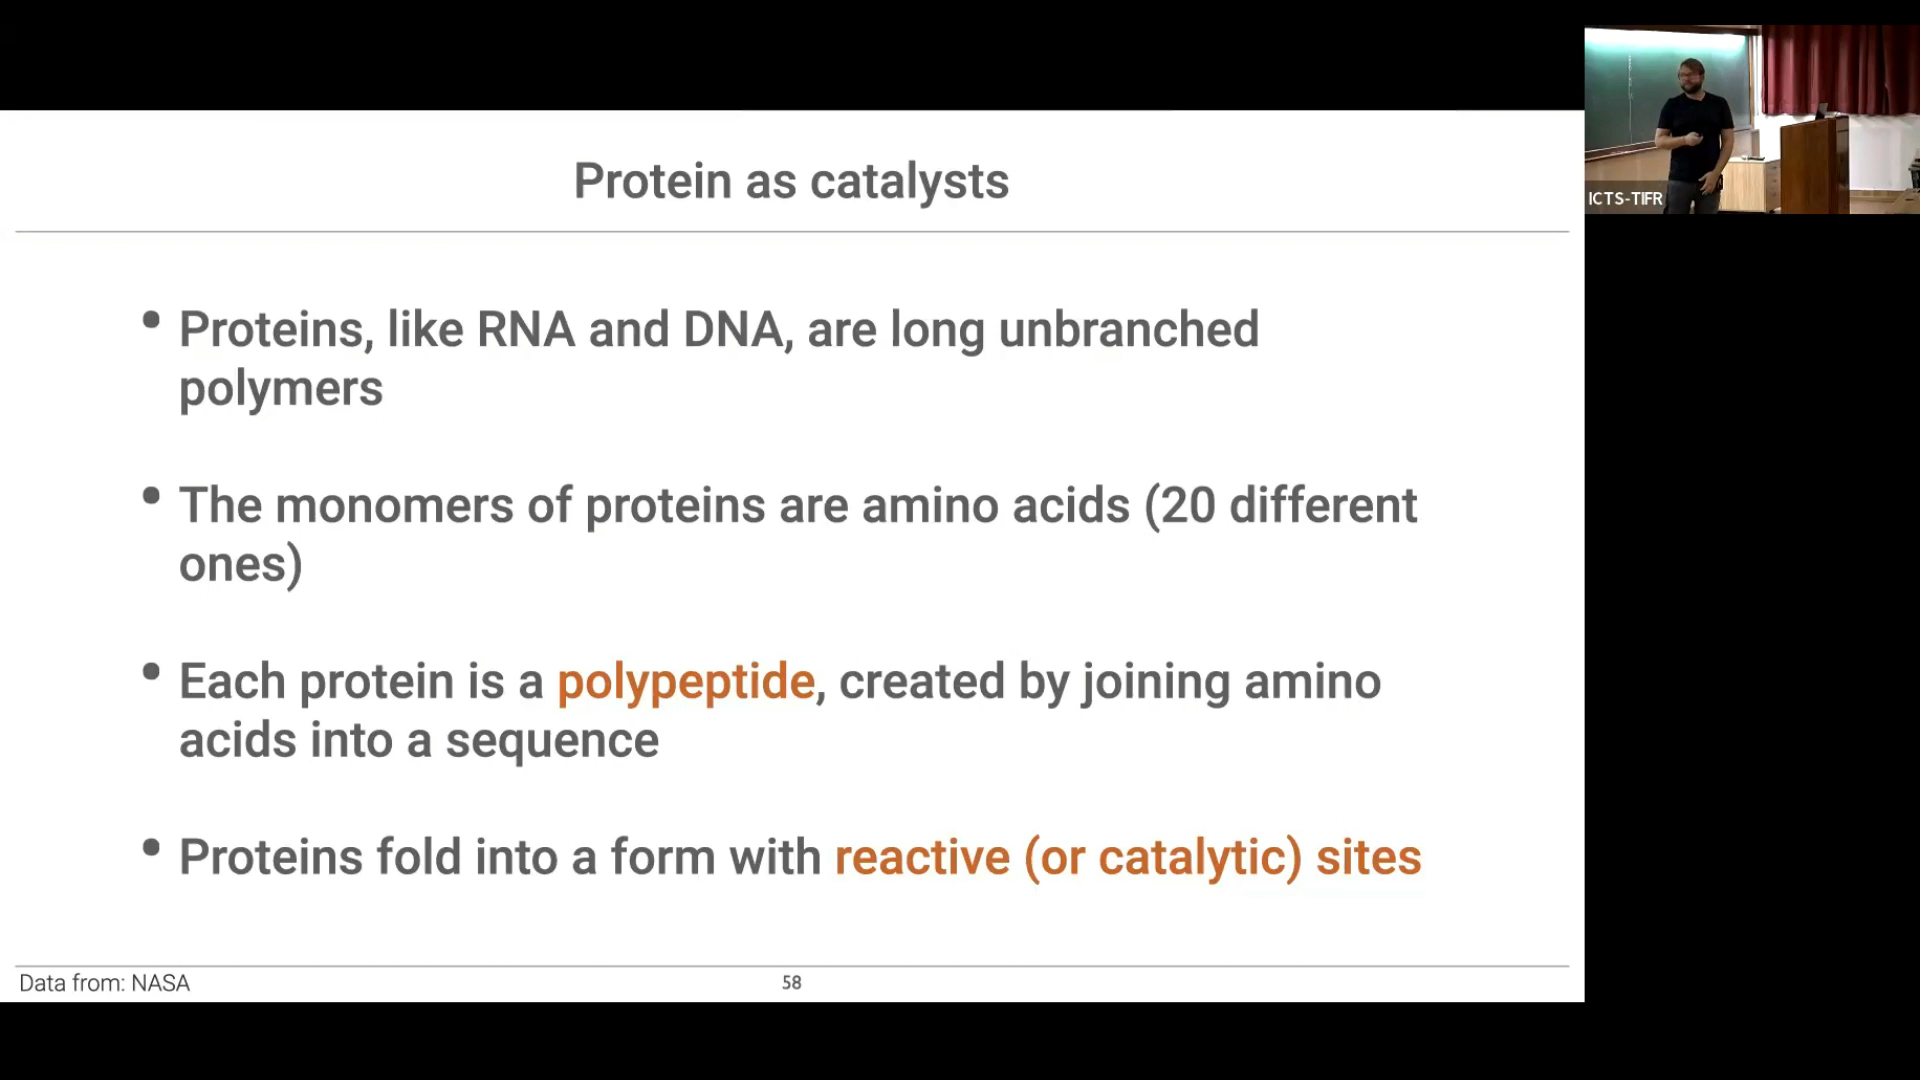 Protein as catalysts
ICTS-TIFR
• Proteins, like RNA and DNA, are long unbranched
polymers
• The monomers of proteins are amino acids (20 different
ones)
• Each protein is a polypeptide, created by joining amino
acids into a sequence
• Proteins fold into a form with reactive (or catalytic) sites
Data from: NASA
58